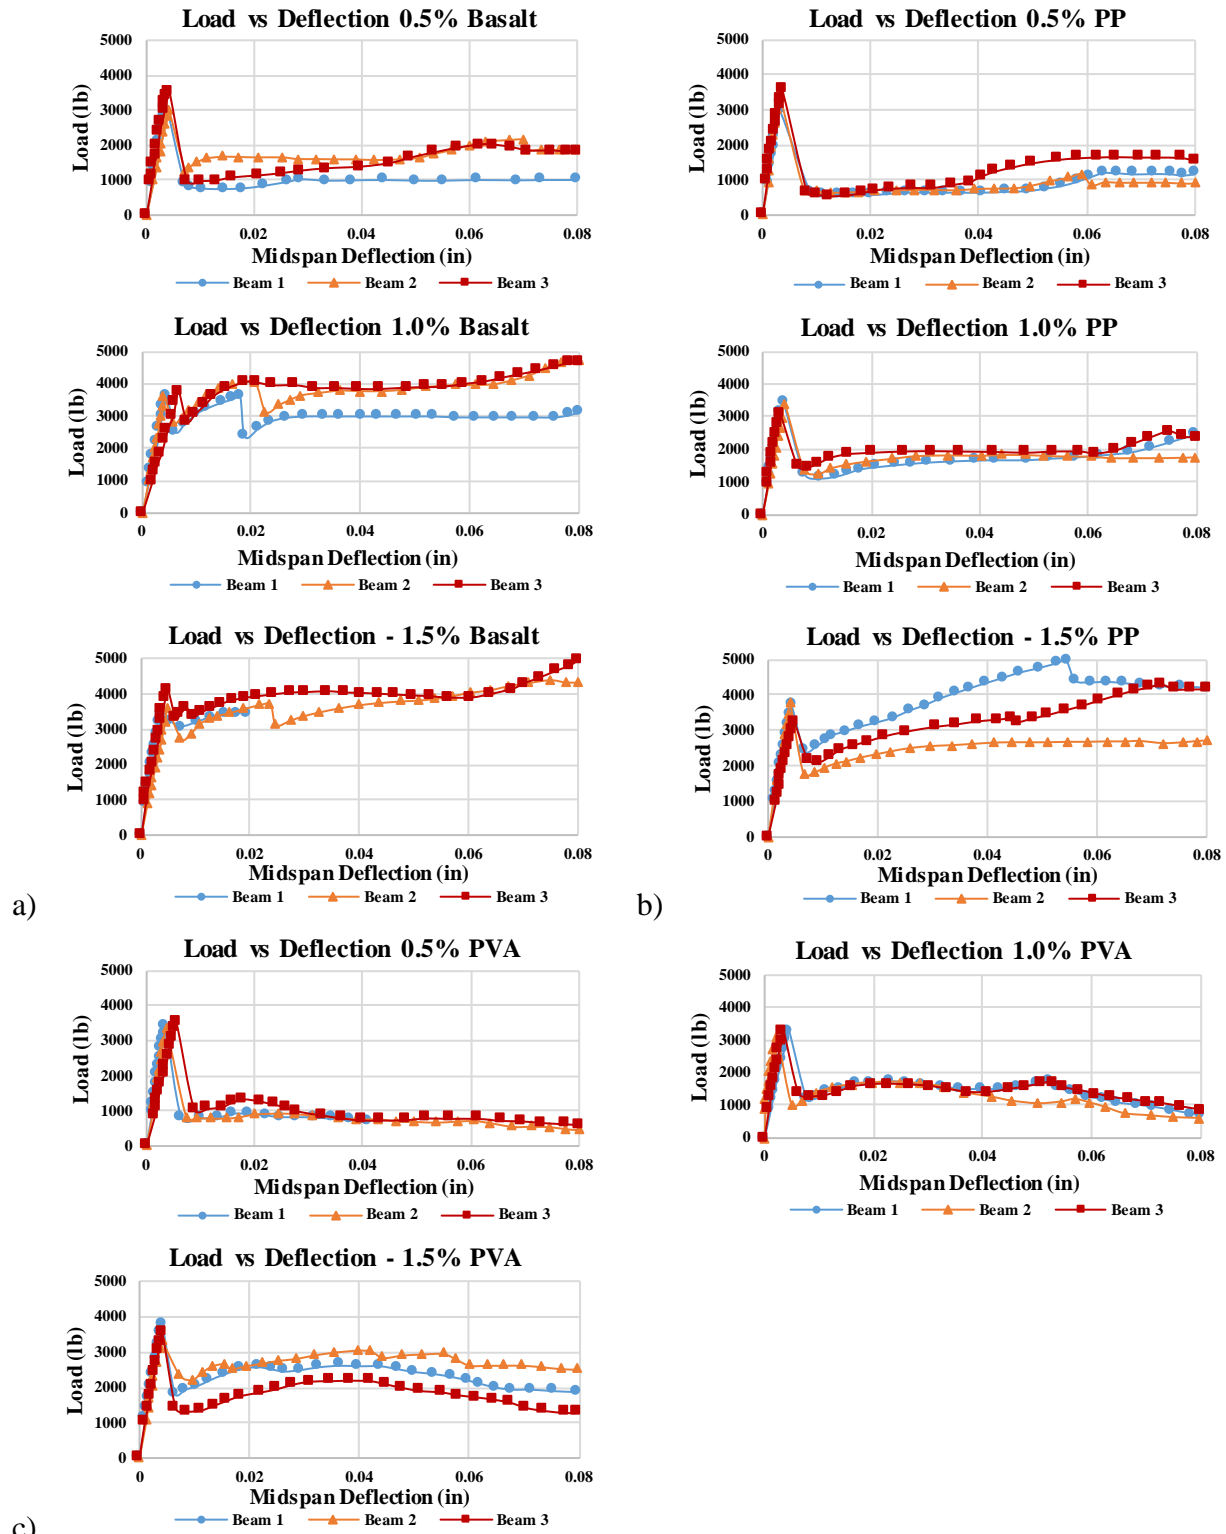 Load vs Deflection 0.5% Basalt
Load (lb)
5000
4000
3000
2000
1000
0
0 0.02 0.04 0.06 0.08
Midspan Deflection (in)
Beam 1 Beam 2 Beam 3
Load vs Deflection 0.5% PP
Load (lb)
5000
4000
3000
2000
1000
0
0 0.02 0.04 0.06 0.08
Midspan Deflection (in)
Beam 1 Beam 2 Beam 3
Load vs Deflection 1.0% Basalt
Load (lb)
5000
4000
3000
2000
1000
0
0 0.02 0.04 0.06 0.08
Midspan Deflection (in)
Beam 1 Beam 2 Beam 3
Load vs Deflection 1.0% PP
Load (lb)
5000
4000
3000
2000
1000
0
0 0.02 0.04 0.06 0.08
Midspan Deflection (in)
Beam 1 Beam 2 Beam 3
Load vs Deflection - 1.5% Basalt
Load (lb)
5000
4000
3000
2000
1000
0
0 0.02 0.04 0.06 0.08
Midspan Deflection (in)
Beam 1 Beam 2 Beam 3
a)
Load vs Deflection - 1.5% PP
Load (lb)
5000
4000
3000
2000
1000
0
0 0.02 0.04 0.06 0.08
Midspan Deflection (in)
Beam 1 Beam 2 Beam 3
b)
Load vs Deflection 0.5% PVA
Load (lb)
5000
4000
3000
2000
1000
0
0 0.02 0.04 0.06 0.08
Midspan Deflection (in)
Beam 1 Beam 2 Beam 3
Load vs Deflection 1.0% PVA
Load (lb)
5000
4000
3000
2000
1000
0
0 0.02 0.04 0.06 0.08
Midspan Deflection (in)
Beam 1 Beam 2 Beam 3
Load vs Deflection - 1.5% PVA
Load (lb)
5000
4000
3000
2000
1000
0
0 0.02 0.04 0.06 0.08
Midspan Deflection (in)
Beam 1 Beam 2 Beam 3
c)